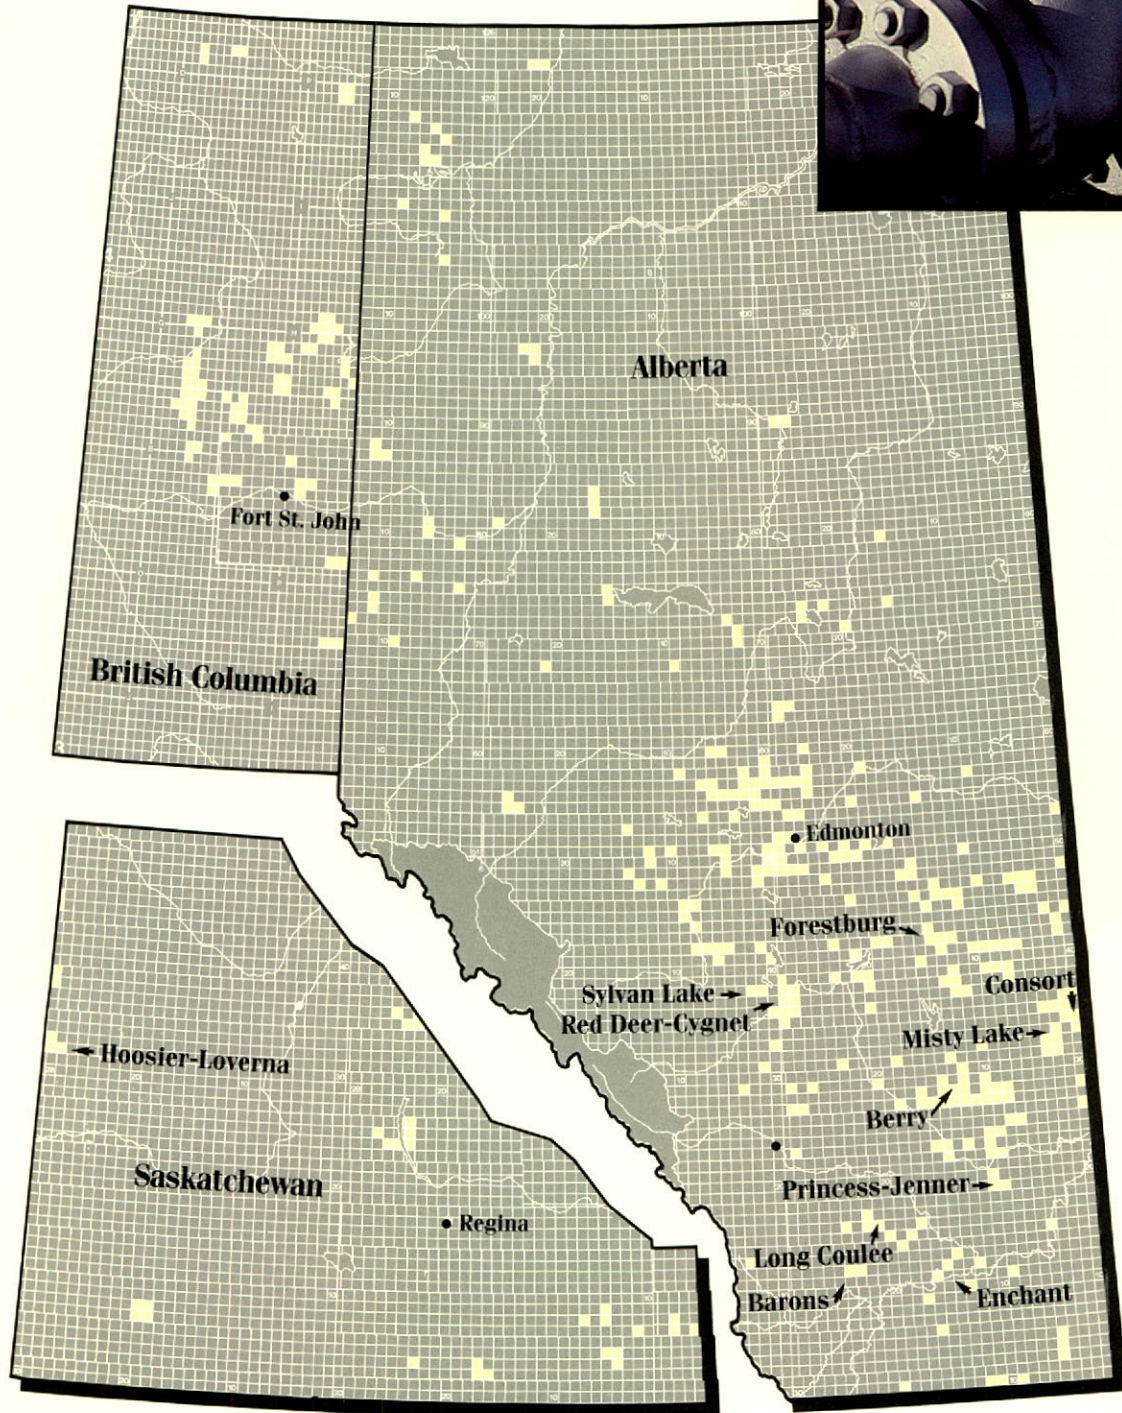 Alberta
Fort St. John
British Columbia
Edmonton
Forestburg
Consort
Sylvan Lake
Red Deer-Cygnet
Misty Lake
Hoosier-Loverna
Berry
Saskatchewan
Princess-Jenner
Regina
Long Coulee
Barons
Enchant